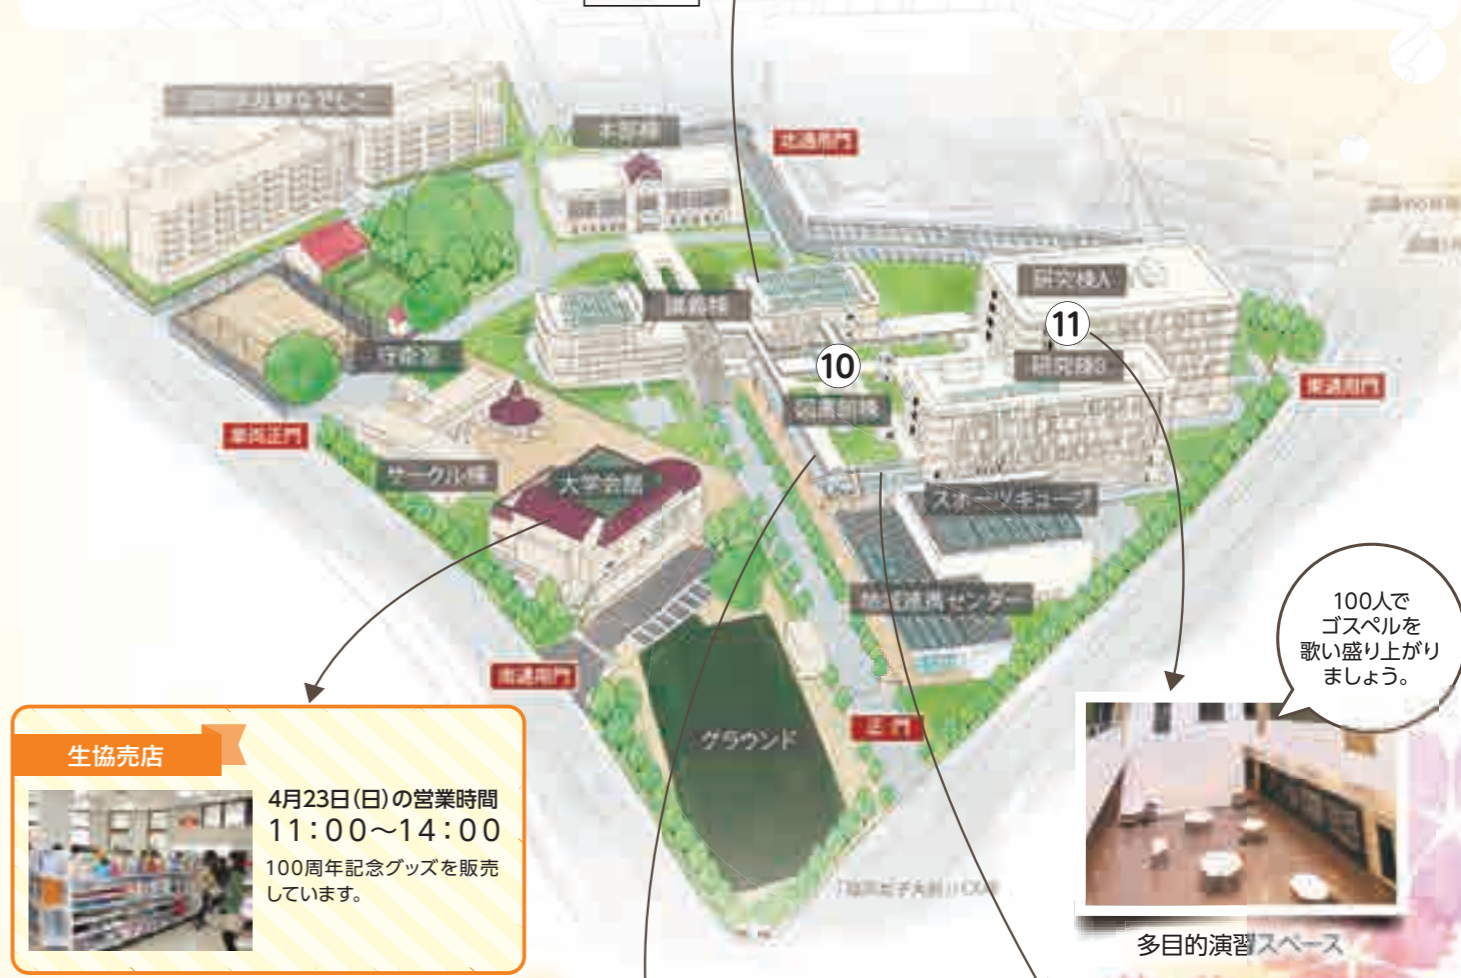 本部棟
北通用門
講義棟
研究棟A
11
10
研究棟B
図書館棟
守衛室
東通用門
車両正門
サークル棟
大学会館
スポーツキューブ
地域連携センター
南通用門
正門
グラウンド
100人で
ゴスペルを
歌い盛り上がり
ましょう。
生協売店
4月23日(日)の営業時間
11：00～14：00
100周年記念グッズを販売
しています。
多目的演習スペース